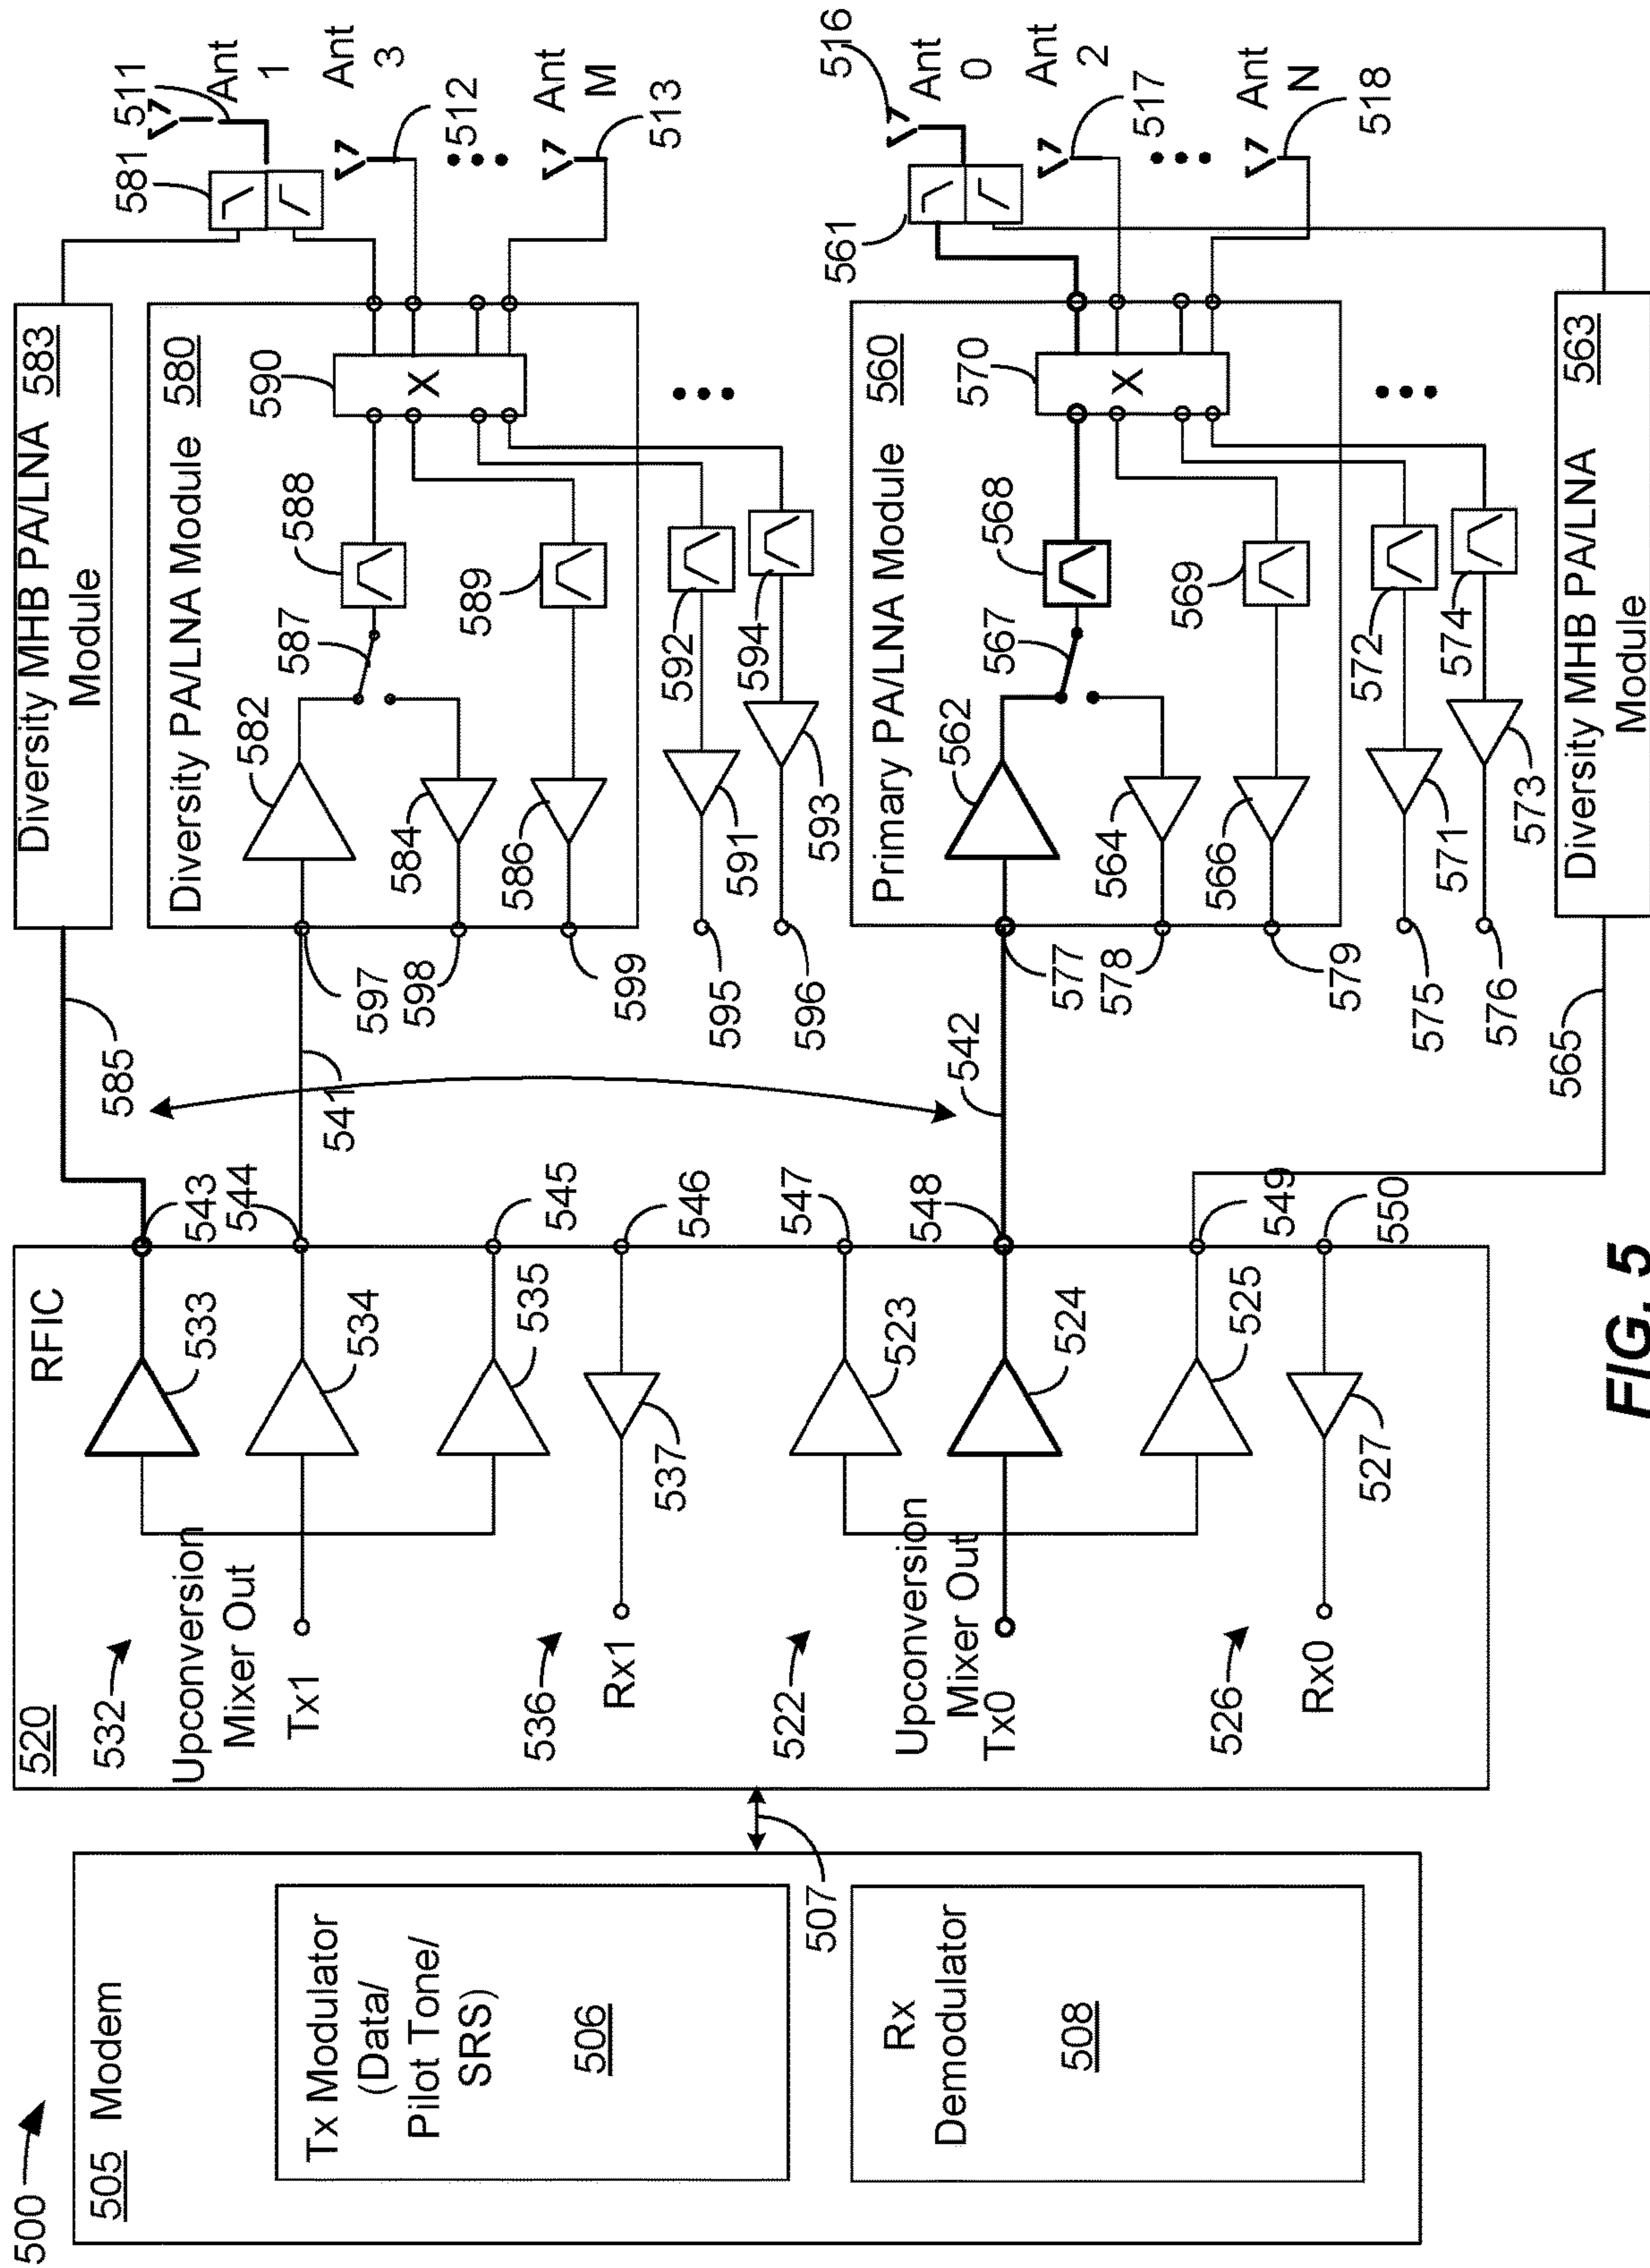 500
505 Modem
Tx Modulator
(Data/
Pilot Tone/
SRS)
506
Rx
Demodulator
508
507
520
RFIC
532
Upconversion
Mixer Out
Tx1
533
534
535
536
Rx1
537
522
Upconversion
Mixer Out
Tx0
523
524
525
526
Rx0
527
543
544
545
546
547
548
549
550
585
541
542
565
Diversity MHB PA/LNA
Module
583
Diversity PA/LNA Module
580
582
584
586
587
588
589
590
X
597
598
599
591
592
593
594
595
596
581
511
Ant
1
Ant
3
512
Ant
M
513
Primary PA/LNA Module
560
562
564
566
567
568
569
570
X
577
578
579
571
572
573
574
575
576
561
516
Ant
0
Ant
2
517
Ant
N
518
Diversity MHB PA/LNA
Module
563
FIG. 5